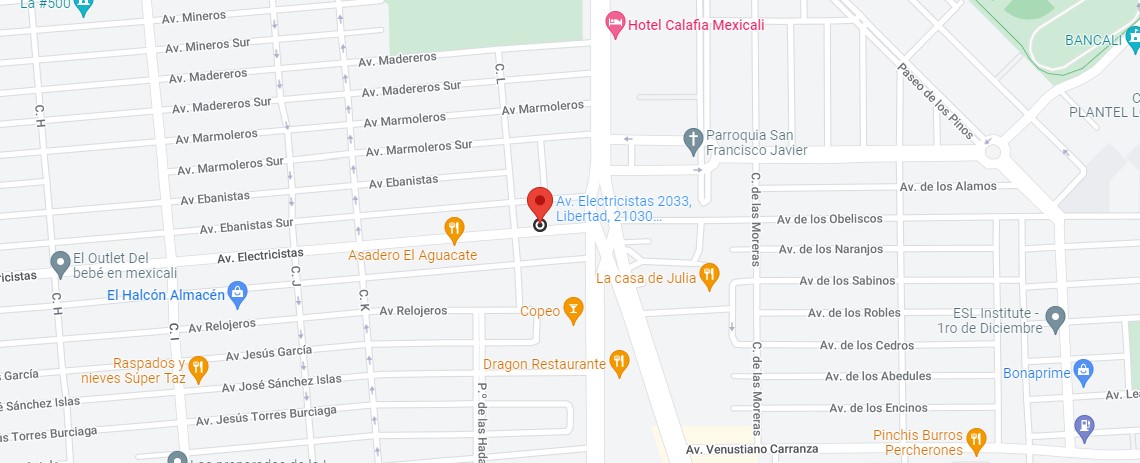 La #500
Av. Mineros
Av. Mineros Sur
Av. Madereros
Av. Madereros Sur
Av. Madereros
Av. Madereros Sur
Av Marmoleros
Av Marmoleros
Av Marmoleros
Av. Marmoleros Sur
Av. Marmoleros Sur
Av Ebanistas
Av Ebanistas
Av. Ebanistas Sur
C. H
C. L
Hotel Calafia Mexicali
BANCALI
PLANTEL L
Paseo de los Pinos
Parroquia San
Francisco Javier
Av. de los Alamos
C. de las Moreras
Av. Electricistas 2033,
Libertad, 21030...
Av de los Obeliscos
Asadero El Aguacate
Av. Electricistas
ricistas
El Outlet Del
bebé en mexicali
El Halcón Almacén
C. H
C. I
C. J
C. K
Av Relojeros
Av Relojeros
Copeo
La casa de Julia
Av. de los Naranjos
Av de los Sabinos
Av. de los Robles
Av. de los Cedros
ESL Institute -
1ro de Diciembre
Av Jesús García
s García
Raspados y
nieves Súper Taz
Av José Sánchez Islas
Sánchez Islas
Av. Jesús Torres Burciaga
s Torres Burciaga
P.º de las Hada
Dragon Restaurante
C. de las Moreras
Av. de los Abedules
Av. de los Encinos
Bonaprime
Av. Lea
Av. Venustiano Carranza
Pinchis Burros
Percherones